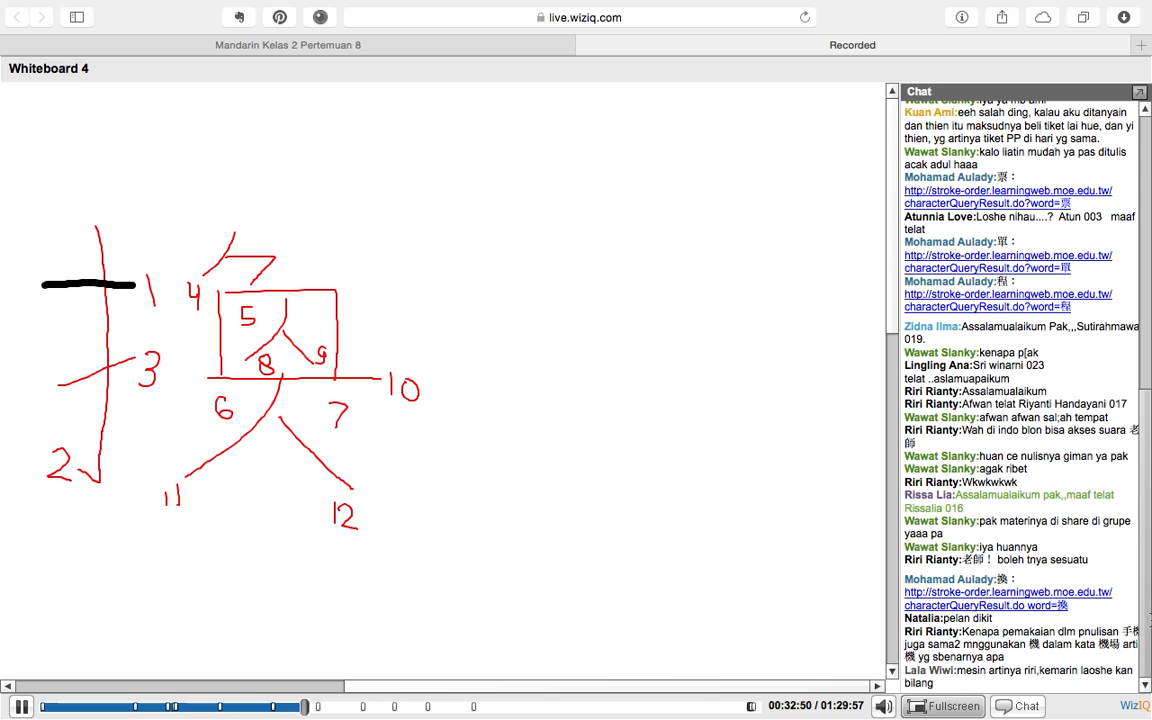 live.wiziq.com
Mandarin Kelas 2 Pertemuan 8
Recorded
Whiteboard 4
1
4
5
3
8
9
10
6
7
2
11
12
Chat
Wawat Slanky:iya ya mb ami
Kuan Ami:eeh salah ding, kalau aku ditanyain
dan thien itu maksudnya beli tiket lai hue, dan yi
thien, yg artinya tiket PP di hari yg sama.
Wawat Slanky:kalo liatin mudah ya pas ditulis
acak adul haaa
Mohamad Aulady:票：
http://stroke-order.learningweb.moe.edu.tw/
characterQueryResult.do?word=票
Atunnia Love:Loshe nihau....? Atun 003 maaf
telat
Mohamad Aulady:單：
http://stroke-order.learningweb.moe.edu.tw/
characterQueryResult.do?word=單
Mohamad Aulady:程：
http://stroke-order.learningweb.moe.edu.tw/
characterQueryResult.do?word=程
Zidna Ilma:Assalamualaikum Pak,,,Sutirahmawa
019.
Wawat Slanky:kenapa p[ak
Lingling Ana:Sri winarni 023
telat ..aslamuapaikum
Riri Rianty:Assalamualaikum
Riri Rianty:Afwan telat Riyanti Handayani 017
Wawat Slanky:afwan afwan sal;ah tempat
Riri Rianty:Wah di indo blon bisa akses suara 老
師
Wawat Slanky:huan ce nulisnya giman ya pak
Wawat Slanky:agak ribet
Riri Rianty:Wkwkwkwk
Rissa Lia:Assalamualaikum pak,,maaf telat
Rissalia 016
Wawat Slanky:pak materinya di share di grupe
yaaa pa
Wawat Slanky:iya huannya
Riri Rianty:老師！ boleh tnya sesuatu
Mohamad Aulady:換：
http://stroke-order.learningweb.moe.edu.tw/
characterQueryResult.do word=換
Natalia:pelan dikit
Riri Rianty:Kenapa pemakaian dlm pnulisan 手機
juga sama2 mnggunakan 機 dalam kata 機場 arti
機 yg sbenarnya apa
Lala Wiwi:mesin artinya riri,kemarin laoshe kan
bilang
00:32:50 / 01:29:57
Fullscreen
Chat
WizIQ